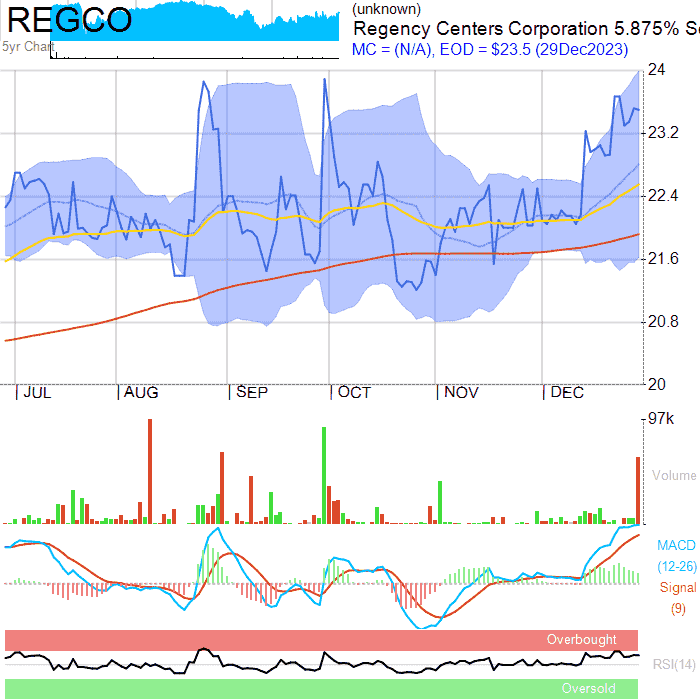 REGCO
5yr Chart
(unknown)
Regency Centers Corporation 5.875% Se
MC = (N/A), EOD = $23.5 (29Dec2023)
24
23.2
22.4
21.6
20.8
20
JUL AUG SEP OCT NOV DEC
97k
Volume
MACD
(12-26)
Signal
(9)
Overbought
RSI(14)
Oversold